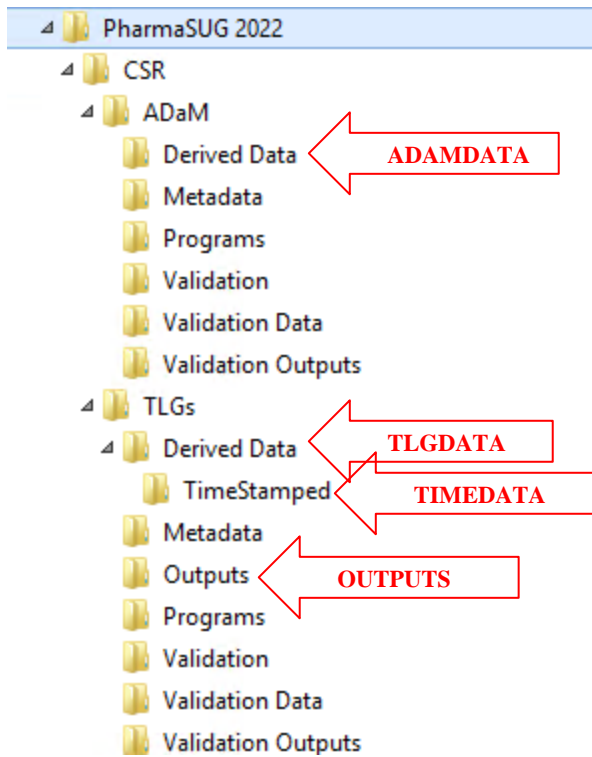 PharmaSUG 2022
CSR
ADaM
Derived Data ADAMDATA
Metadata
Programs
Validation
Validation Data
Validation Outputs
TLGs
Derived Data TLGDATA
TimeStamped TIMEDATA
Metadata
Outputs OUTPUTS
Programs
Validation
Validation Data
Validation Outputs